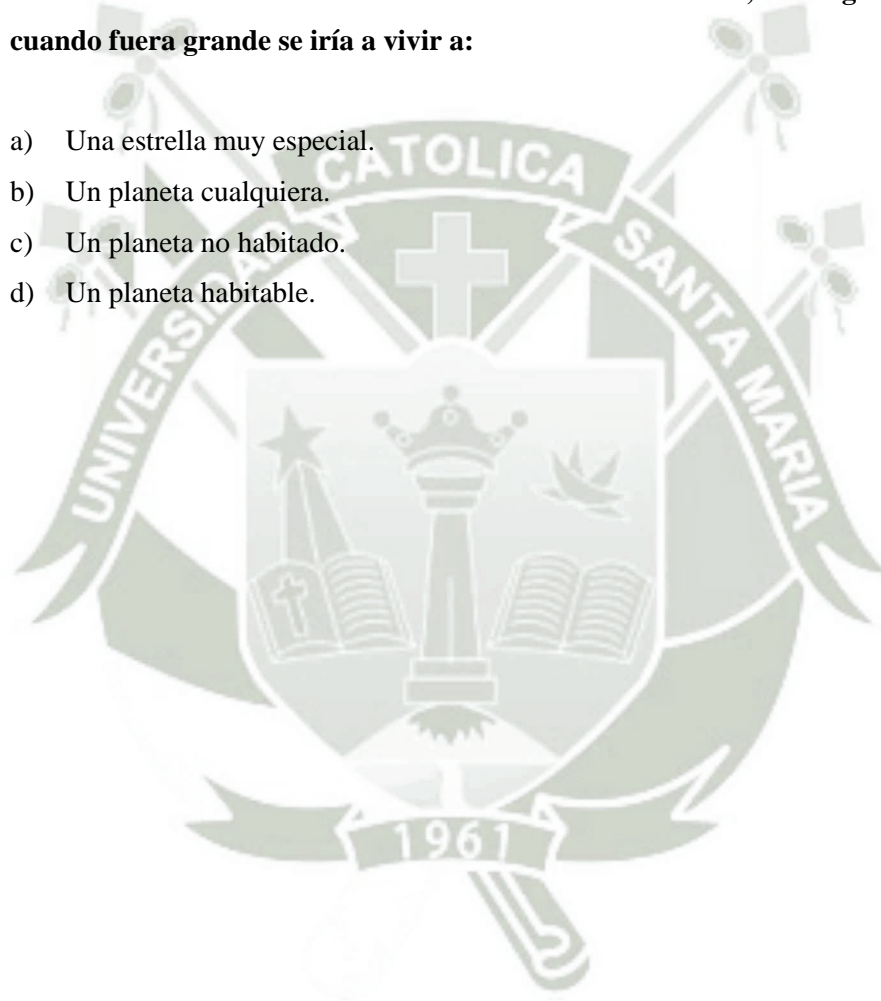 cuando fuera grande se iría a vivir a:
a) Una estrella muy especial.
b) Un planeta cualquiera.
c) Un planeta no habitado.
d) Un planeta habitable.
UNIVERSIDAD CATOLICA SANTA MARIA
1961